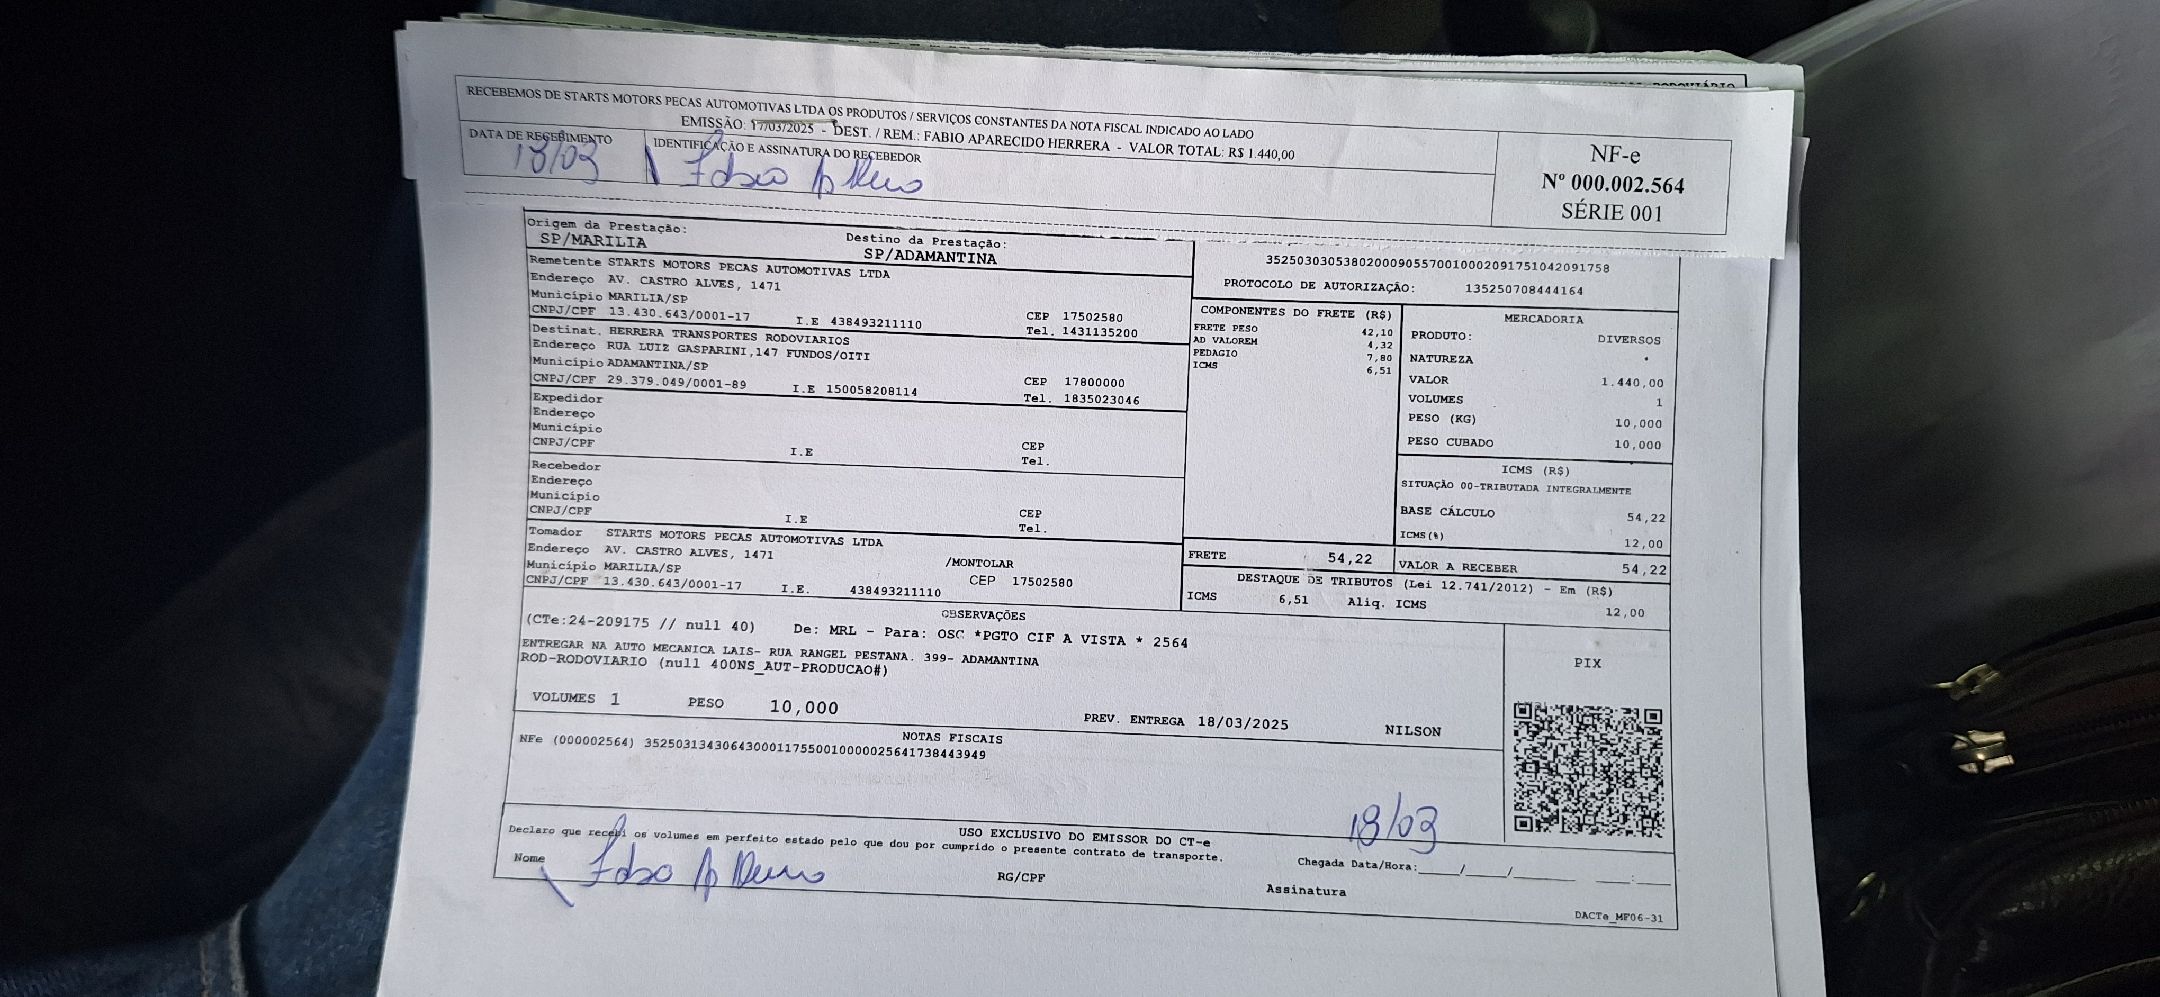 RECEBEMOS DE STARTS MOTORS PECAS AUTOMOTIVAS LTDA OS PRODUTOS / SERVIÇOS CONSTANTES DA NOTA FISCAL INDICADO AO LADO
EMISSÃO: 17/03/2025 - DEST. / REM.: FABIO APARECIDO HERRERA - VALOR TOTAL: R$ 1.440,00
DATA DE RECEBIMENTO IDENTIFICAÇÃO E ASSINATURA DO RECEBEDOR
18/03
NF-e
Nº 000.002.564
SÉRIE 001
Origem da Prestação: Destino da Prestação:
SP/MARILIA SP/ADAMANTINA
Remetente STARTS MOTORS PECAS AUTOMOTIVAS LTDA
Endereço AV. CASTRO ALVES, 1471
Município MARILIA/SP CEP 17502580
CNPJ/CPF 13.430.643/0001-17 I.E 438493211110 Tel. 1431135200
Destinat. HERRERA TRANSPORTES RODOVIARIOS
Endereço RUA LUIZ GASPARINI,147 FUNDOS/OITI
Município ADAMANTINA/SP CEP 17800000
CNPJ/CPF 29.379.049/0001-89 I.E 150058208114 Tel. 1835023046
Expedidor
Endereço
Município CEP
CNPJ/CPF I.E Tel.
Recebedor
Endereço
Município CEP
CNPJ/CPF I.E Tel.
Tomador STARTS MOTORS PECAS AUTOMOTIVAS LTDA
Endereço AV. CASTRO ALVES, 1471 /MONTOLAR
Município MARILIA/SP CEP 17502580
CNPJ/CPF 13.430.643/0001-17 I.E. 438493211110
35250303053802000905570010002091751042091758
PROTOCOLO DE AUTORIZAÇÃO: 135250708444164
COMPONENTES DO FRETE (R$)
FRETE PESO 42,10
AD VALOREM 4,32
PEDAGIO 7,80
ICMS 6,51
MERCADORIA
PRODUTO: DIVERSOS
NATUREZA .
VALOR 1.440,00
VOLUMES 1
PESO (KG) 10,000
PESO CUBADO 10,000
ICMS (R$)
SITUAÇÃO 00-TRIBUTADA INTEGRALMENTE
BASE CÁLCULO 54,22
ICMS(%) 12,00
FRETE 54,22 VALOR A RECEBER 54,22
DESTAQUE DE TRIBUTOS (Lei 12.741/2012) - Em (R$)
ICMS 6,51 Aliq. ICMS 12,00
OBSERVAÇÕES
(CTe:24-209175 // null 40) De: MRL - Para: OSC *PGTO CIF A VISTA * 2564
ENTREGAR NA AUTO MECANICA LAIS- RUA RANGEL PESTANA. 399- ADAMANTINA
ROD-RODOVIARIO (null 400NS_AUT-PRODUCAO#)
VOLUMES 1 PESO 10,000 PREV. ENTREGA 18/03/2025 NILSON
PIX
NOTAS FISCAIS
NFe (000002564) 35250313430643000117550010000025641738443949
USO EXCLUSIVO DO EMISSOR DO CT-e
Declaro que recebi os volumes em perfeito estado pelo que dou por cumprido o presente contrato de transporte.
18/03
Nome RG/CPF Chegada Data/Hora:____/____/______ ____:____
Assinatura
DACTe_MF06-31